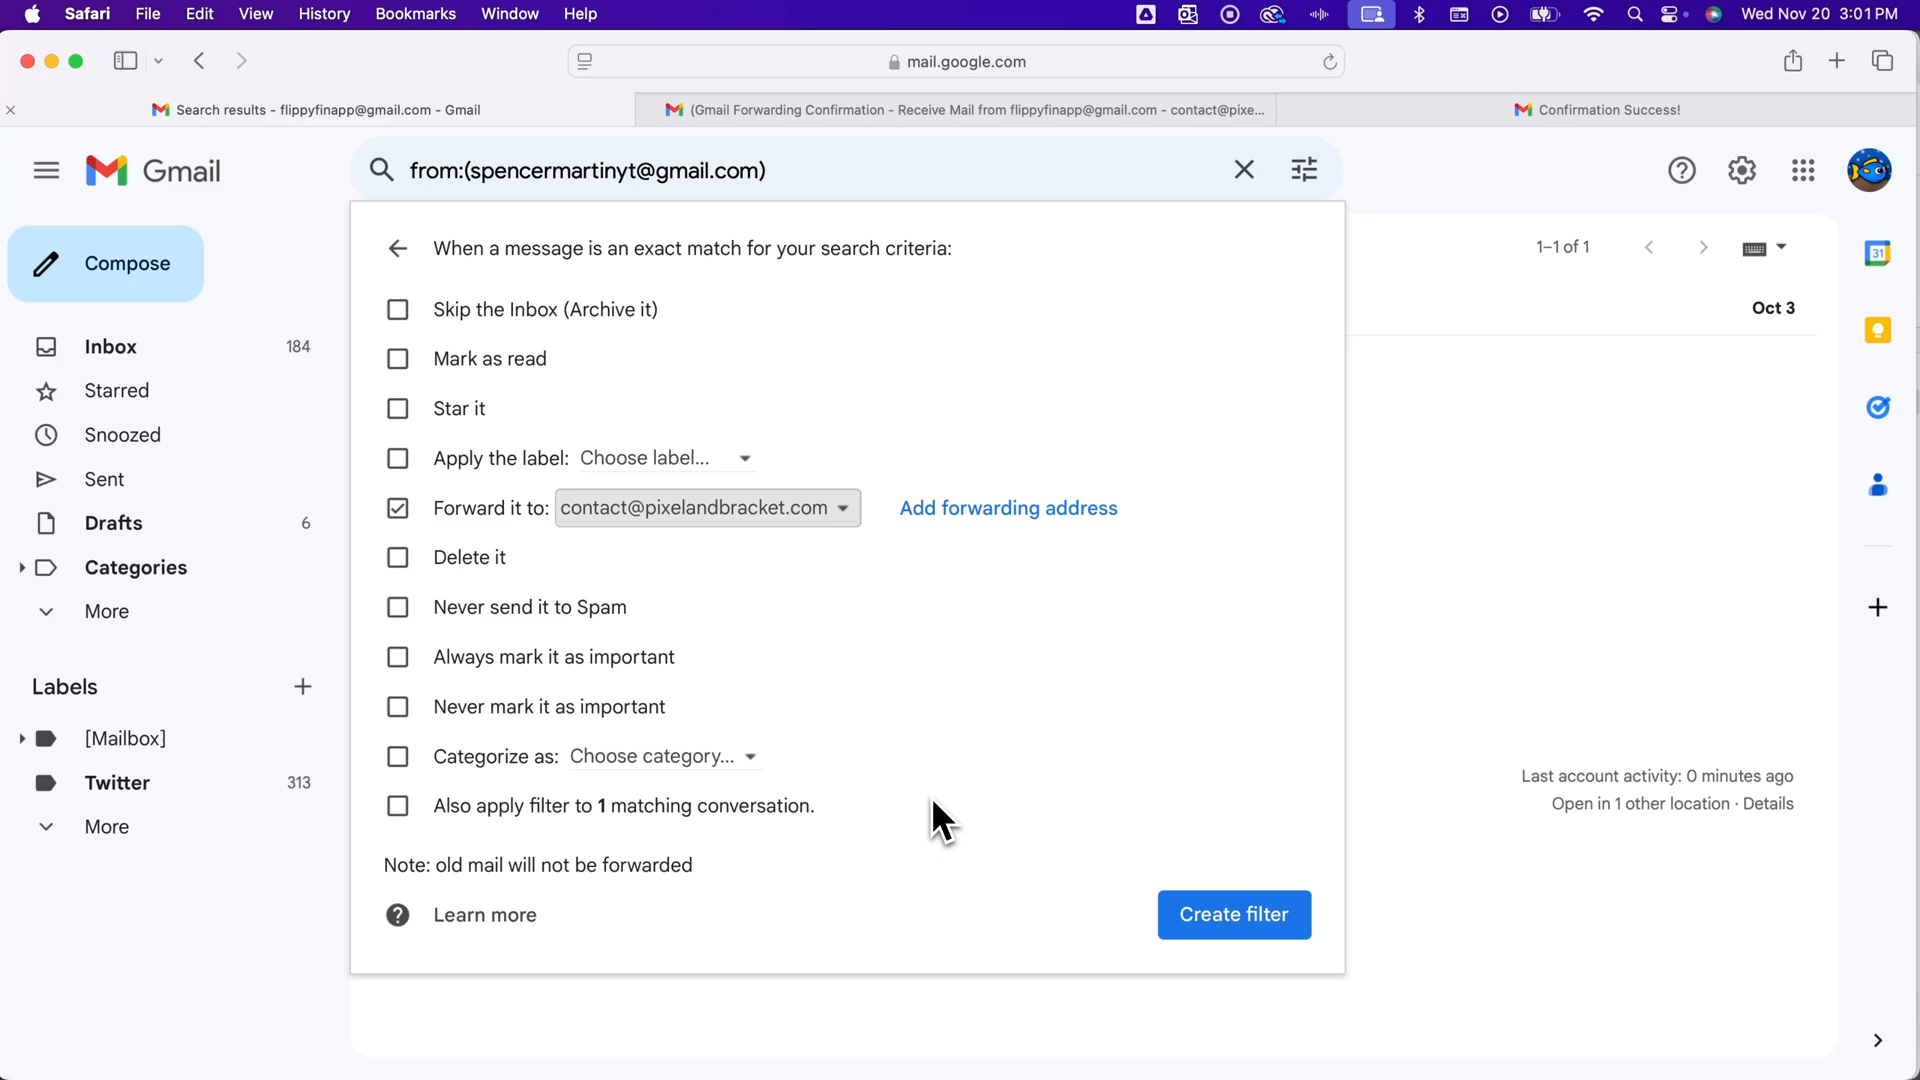 Safari File Edit View History Bookmarks Window Help Wed Nov 20 3:01 PM
mail.google.com
Search results - flippyfinapp@gmail.com - Gmail
(Gmail Forwarding Confirmation - Receive Mail from flippyfinapp@gmail.com - contact@pixe...
Confirmation Success!
Gmail
from:(spencermartinyt@gmail.com)
Compose
Inbox 184
Starred
Snoozed
Sent
Drafts 6
Categories
More
Labels
[Mailbox]
Twitter 313
More
When a message is an exact match for your search criteria:
Skip the Inbox (Archive it)
Mark as read
Star it
Apply the label: Choose label...
Forward it to: contact@pixelandbracket.com Add forwarding address
Delete it
Never send it to Spam
Always mark it as important
Never mark it as important
Categorize as: Choose category...
Also apply filter to 1 matching conversation.
Note: old mail will not be forwarded
Learn more
Create filter
1–1 of 1
Oct 3
Last account activity: 0 minutes ago
Open in 1 other location · Details
31